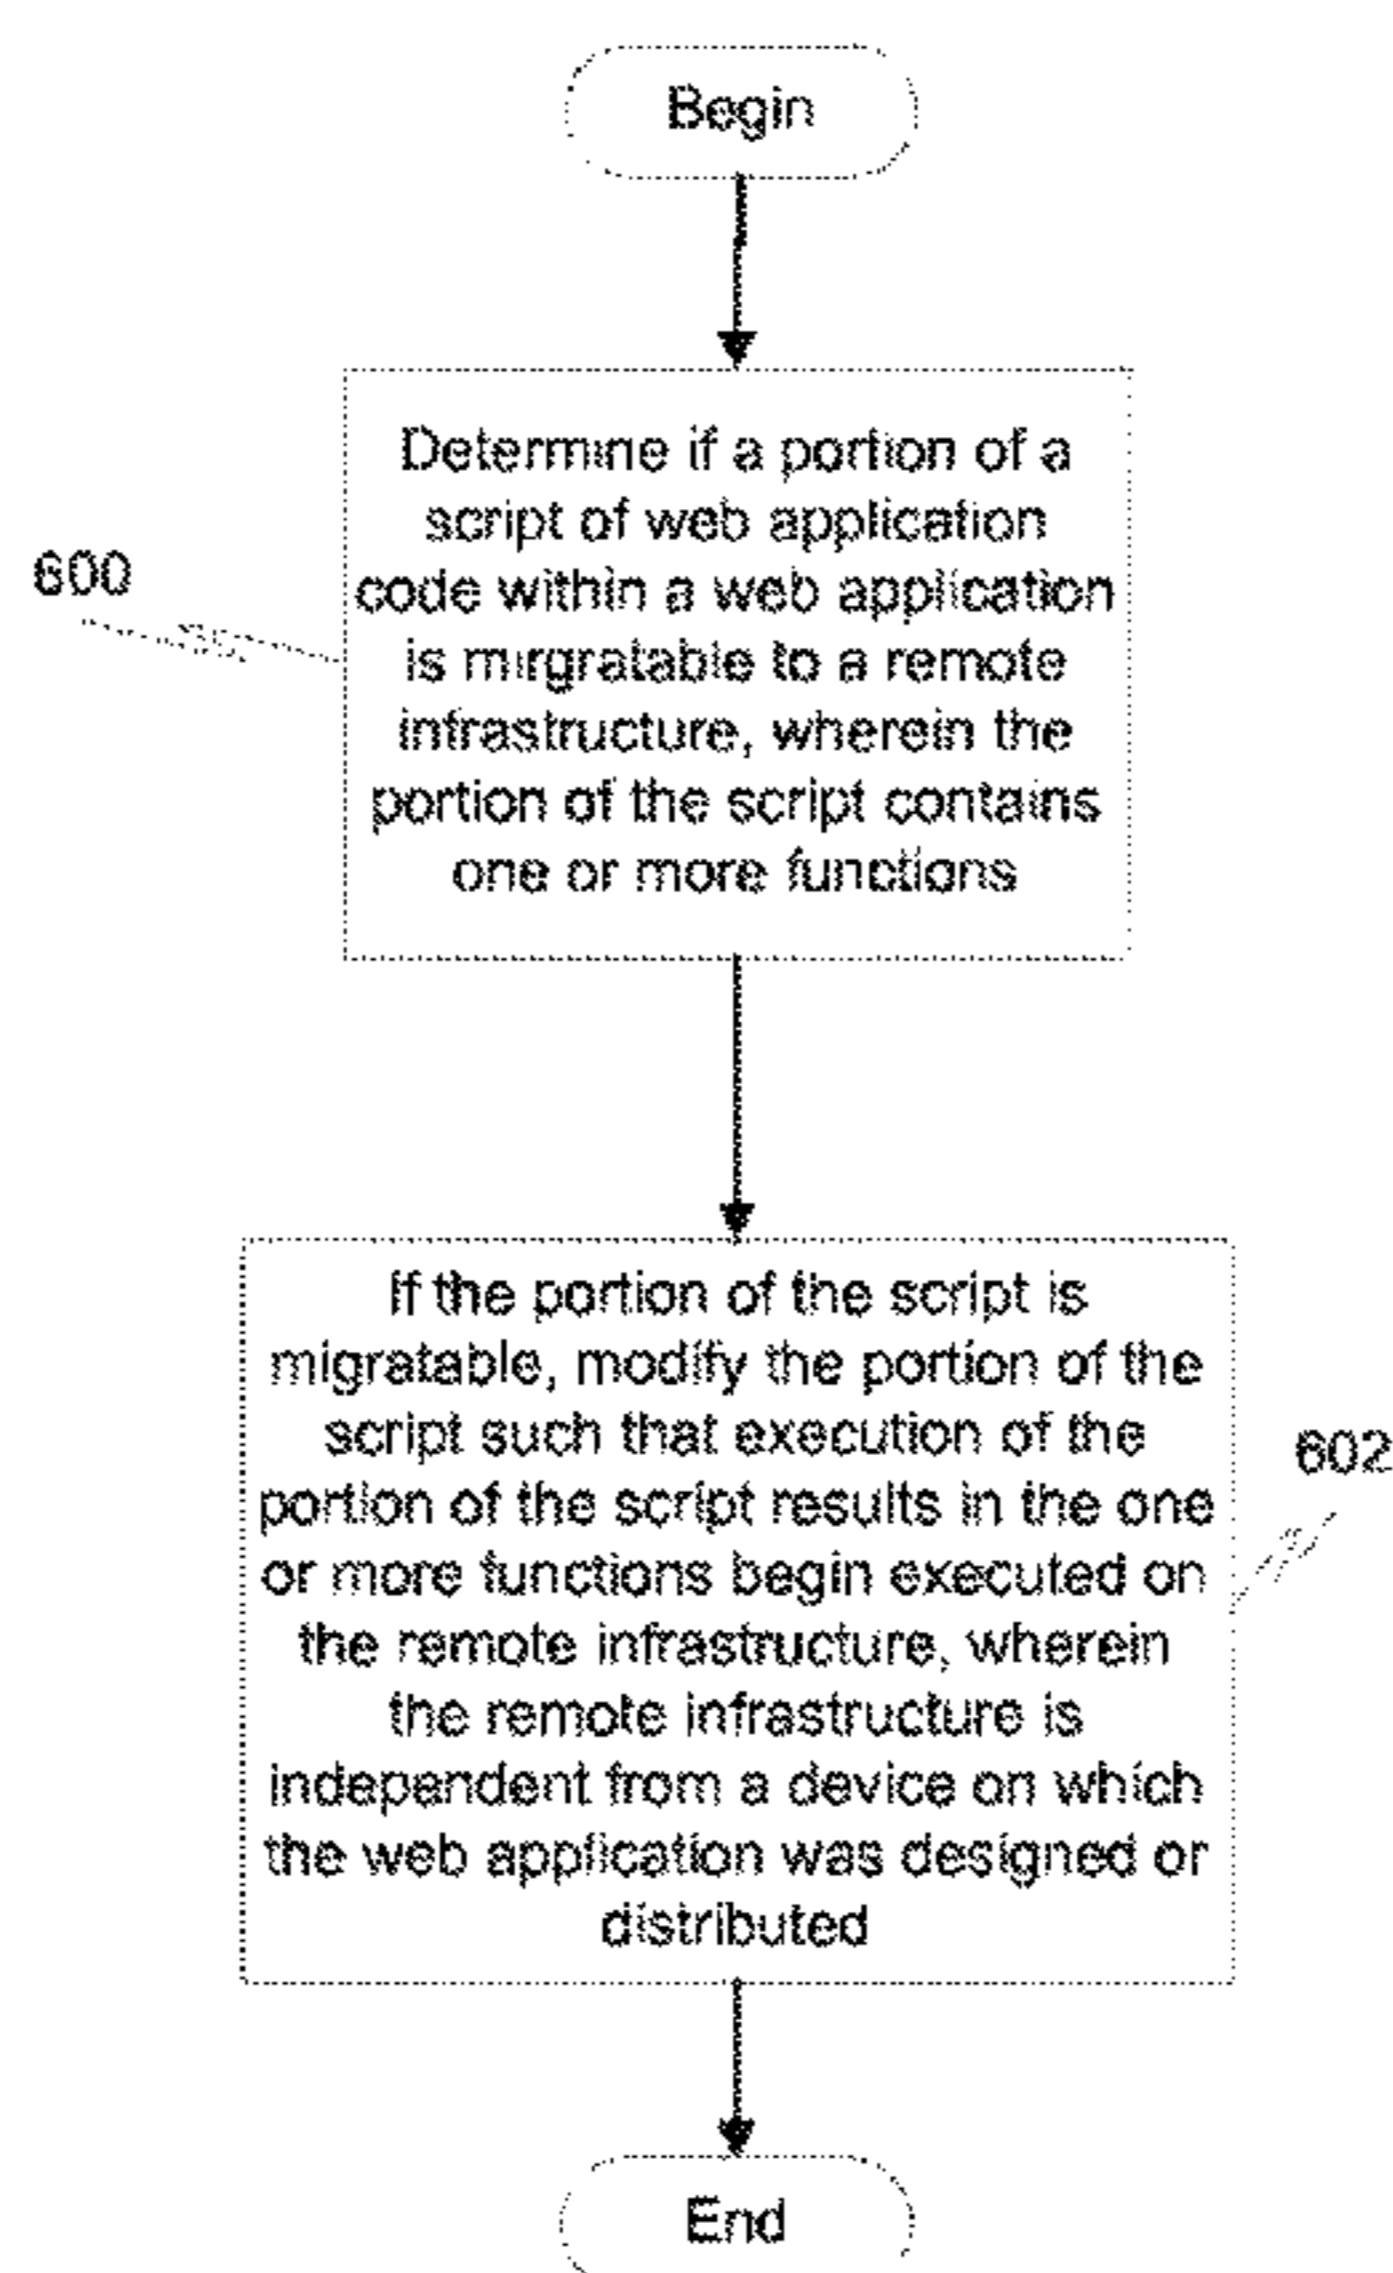 Begin
Determine if a portion of a
script of web application
code within a web application
is mirgratable to a remote
infrastructure, wherein the
portion of the script contains
one or more functions
600
If the portion of the script is
migratable, modify the portion of the
script such that execution of the
portion of the script results in the one
or more functions begin executed on
the remote infrastructure, wherein
the remote infrastructure is
independent from a device on which
the web application was designed or
distributed
602
End